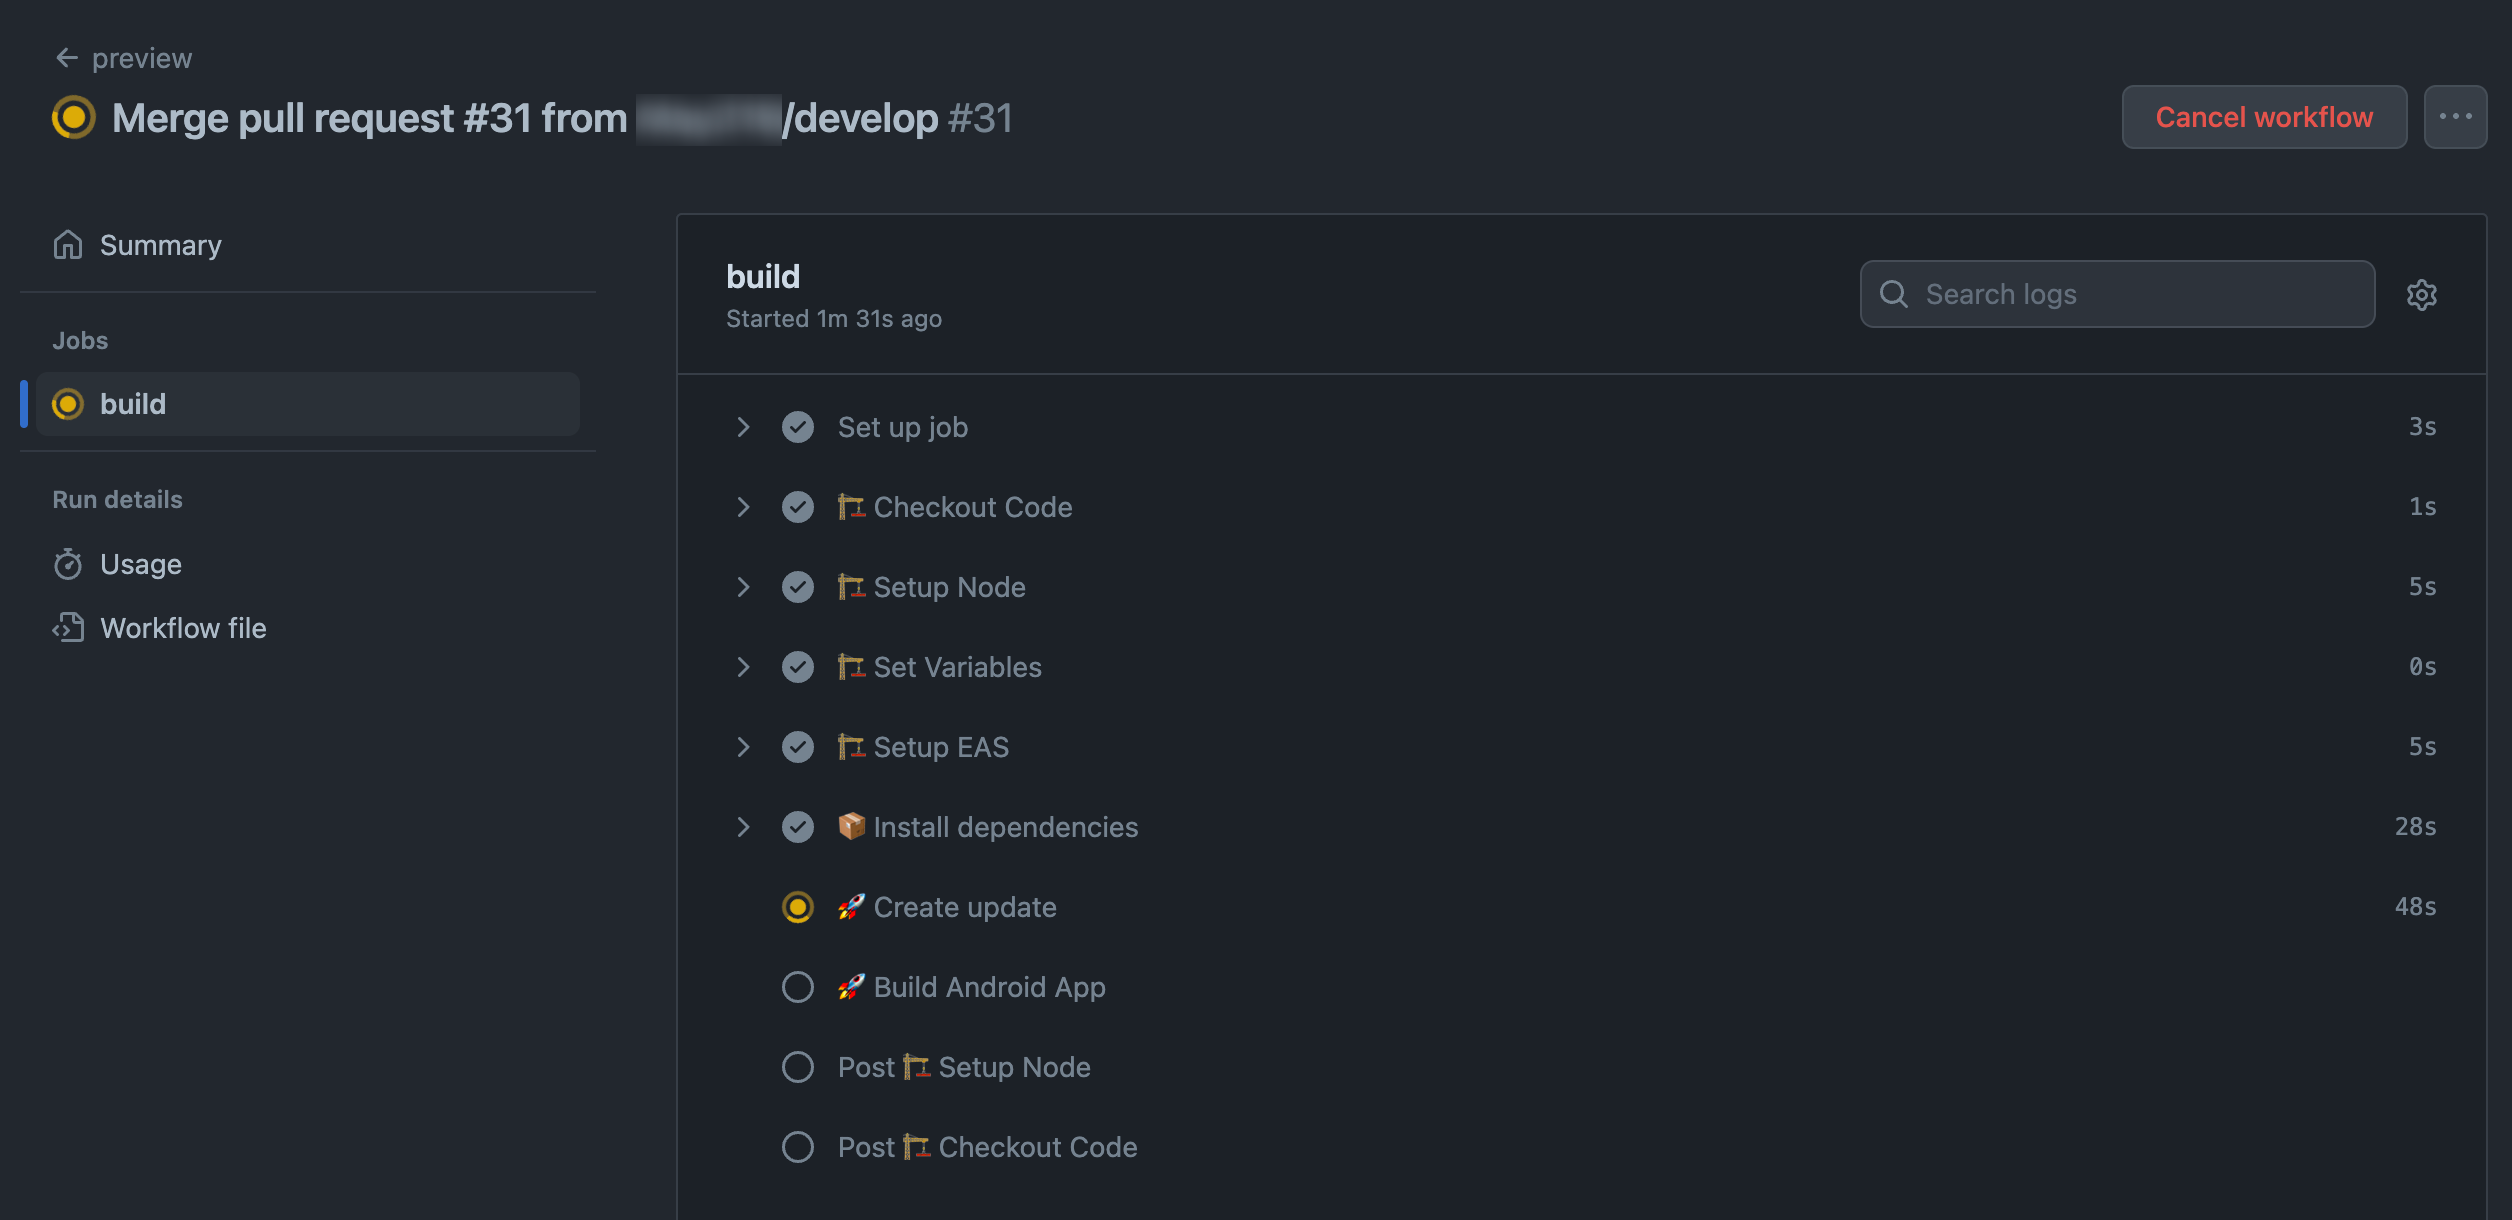 preview
Merge pull request #31 from /develop #31
Cancel workflow
Summary
Jobs
build
Run details
Usage
Workflow file
build
Started 1m 31s ago
Search logs
Set up job 3s
🏗 Checkout Code 1s
🏗 Setup Node 5s
🏗 Set Variables 0s
🏗 Setup EAS 5s
📦 Install dependencies 28s
🚀 Create update 48s
🚀 Build Android App
Post 🏗 Setup Node
Post 🏗 Checkout Code